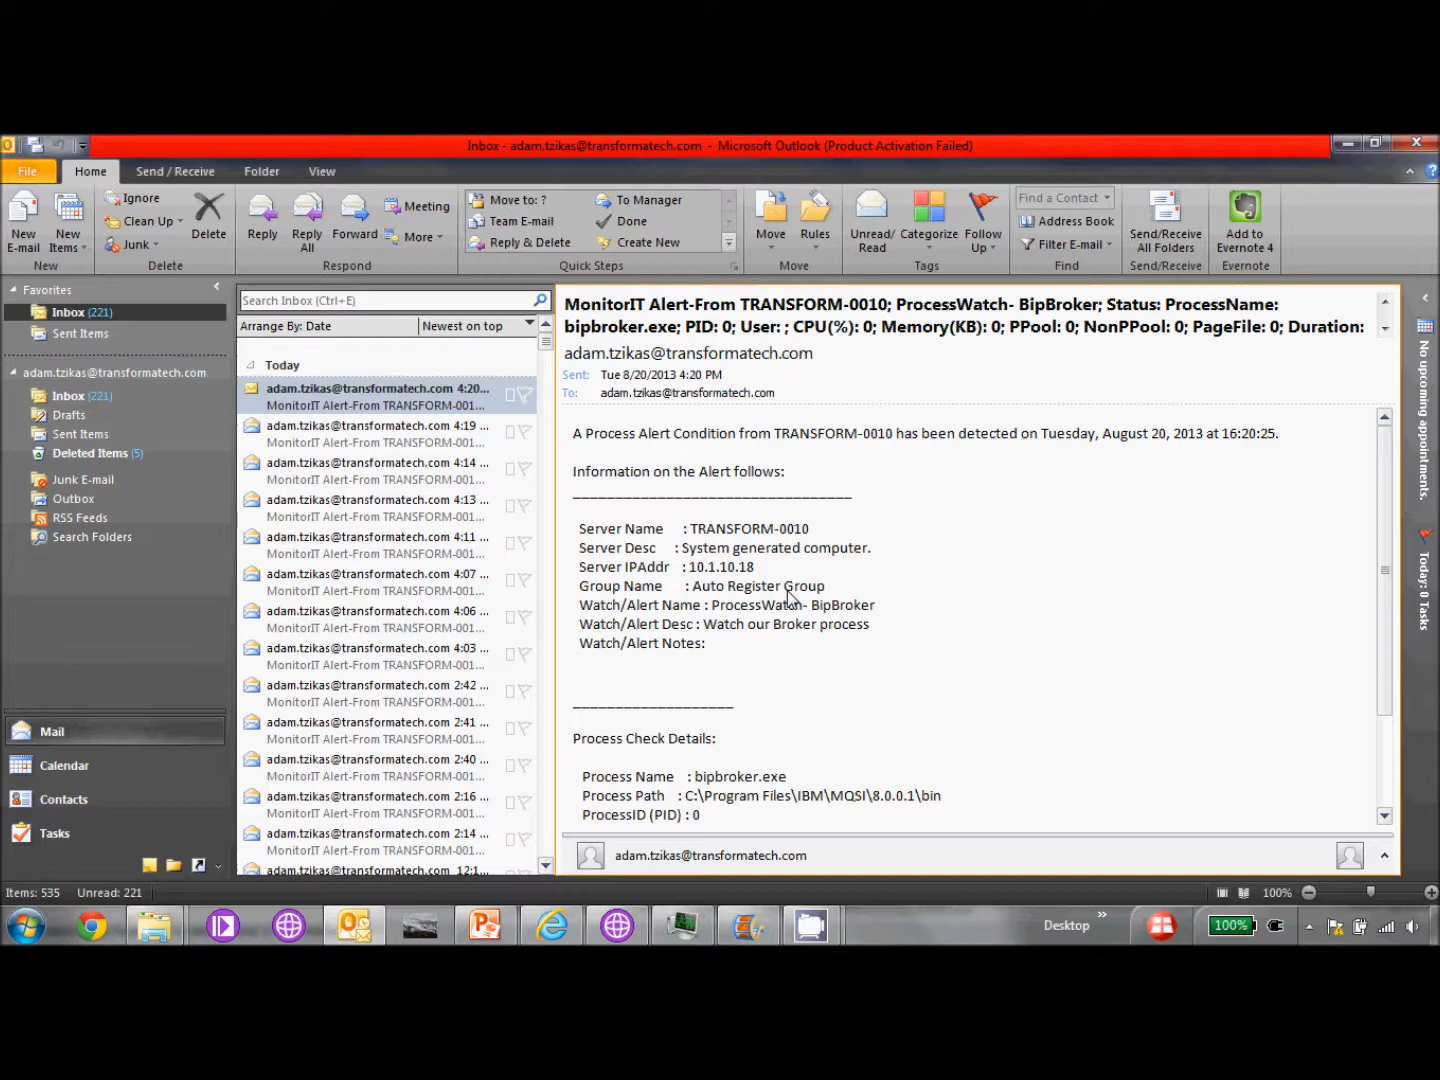 Inbox - adam.tzikas@transformatech.com - Microsoft Outlook (Product Activation Failed)
File Home Send / Receive Folder View
New E-mail
New Items
New
Ignore
Clean Up
Junk
Delete
Delete
Reply
Reply All
Forward
Meeting
More
Respond
Move to: ?
Team E-mail
Reply & Delete
To Manager
Done
Create New
Quick Steps
Move
Rules
Move
Unread/ Read
Categorize
Follow Up
Tags
Find a Contact
Address Book
Filter E-mail
Find
Send/Receive All Folders
Send/Receive
Add to Evernote 4
Evernote
Favorites
Inbox (221)
Sent Items
adam.tzikas@transformatech.com
Inbox (221)
Drafts
Sent Items
Deleted Items (5)
Junk E-mail
Outbox
RSS Feeds
Search Folders
Mail
Calendar
Contacts
Tasks
Search Inbox (Ctrl+E)
Arrange By: Date Newest on top
Today
adam.tzikas@transformatech.com 4:20...
MonitorIT Alert-From TRANSFORM-001...
adam.tzikas@transformatech.com 4:19 ...
MonitorIT Alert-From TRANSFORM-001...
adam.tzikas@transformatech.com 4:14 ...
MonitorIT Alert-From TRANSFORM-001...
adam.tzikas@transformatech.com 4:13 ...
MonitorIT Alert-From TRANSFORM-001...
adam.tzikas@transformatech.com 4:11 ...
MonitorIT Alert-From TRANSFORM-001...
adam.tzikas@transformatech.com 4:07 ...
MonitorIT Alert-From TRANSFORM-001...
adam.tzikas@transformatech.com 4:06 ...
MonitorIT Alert-From TRANSFORM-001...
adam.tzikas@transformatech.com 4:03 ...
MonitorIT Alert-From TRANSFORM-001...
adam.tzikas@transformatech.com 2:42 ...
MonitorIT Alert-From TRANSFORM-001...
adam.tzikas@transformatech.com 2:41 ...
MonitorIT Alert-From TRANSFORM-001...
adam.tzikas@transformatech.com 2:40 ...
MonitorIT Alert-From TRANSFORM-001...
adam.tzikas@transformatech.com 2:16 ...
MonitorIT Alert-From TRANSFORM-001...
adam.tzikas@transformatech.com 2:14 ...
MonitorIT Alert-From TRANSFORM-001...
adam.tzikas@transformatech.com 12:1...
MonitorIT Alert-From TRANSFORM-0010; ProcessWatch- BipBroker; Status: ProcessName:
bipbroker.exe; PID: 0; User: ; CPU(%): 0; Memory(KB): 0; PPool: 0; NonPPool: 0; PageFile: 0; Duration:
adam.tzikas@transformatech.com
Sent: Tue 8/20/2013 4:20 PM
To: adam.tzikas@transformatech.com
A Process Alert Condition from TRANSFORM-0010 has been detected on Tuesday, August 20, 2013 at 16:20:25.
Information on the Alert follows:
Server Name : TRANSFORM-0010
Server Desc : System generated computer.
Server IPAddr : 10.1.10.18
Group Name : Auto Register Group
Watch/Alert Name : ProcessWatch- BipBroker
Watch/Alert Desc : Watch our Broker process
Watch/Alert Notes:
Process Check Details:
Process Name : bipbroker.exe
Process Path : C:\Program Files\IBM\MQSI\8.0.0.1\bin
ProcessID (PID) : 0
adam.tzikas@transformatech.com
No upcoming appointments.
Today: 0 Tasks
Items: 535 Unread: 221
100%
Desktop
100%